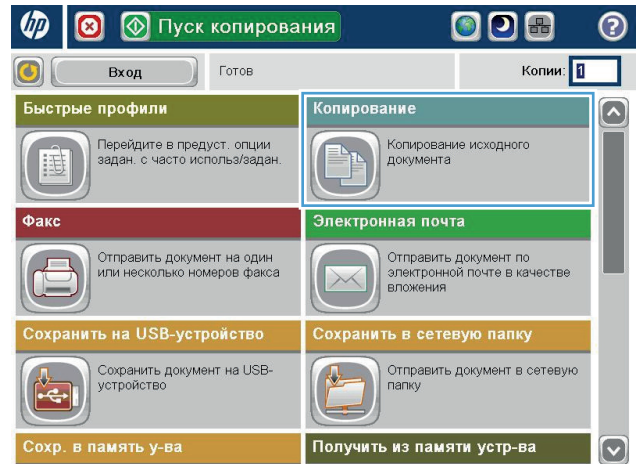 hp
Пуск копирования
?
Вход
Готов
Копии: 1
Быстрые профили
Перейдите в предуст. опции
задан. с часто использ/задан.
Копирование
Копирование исходного
документа
Факс
Отправить документ на один
или несколько номеров факса
Электронная почта
Отправить документ по
электронной почте в качестве
вложения
Сохранить на USB-устройство
Сохранить документ на USB-
устройство
Сохранить в сетевую папку
Отправить документ в сетевую
папку
Сохр. в память у-ва
Получить из памяти устр-ва